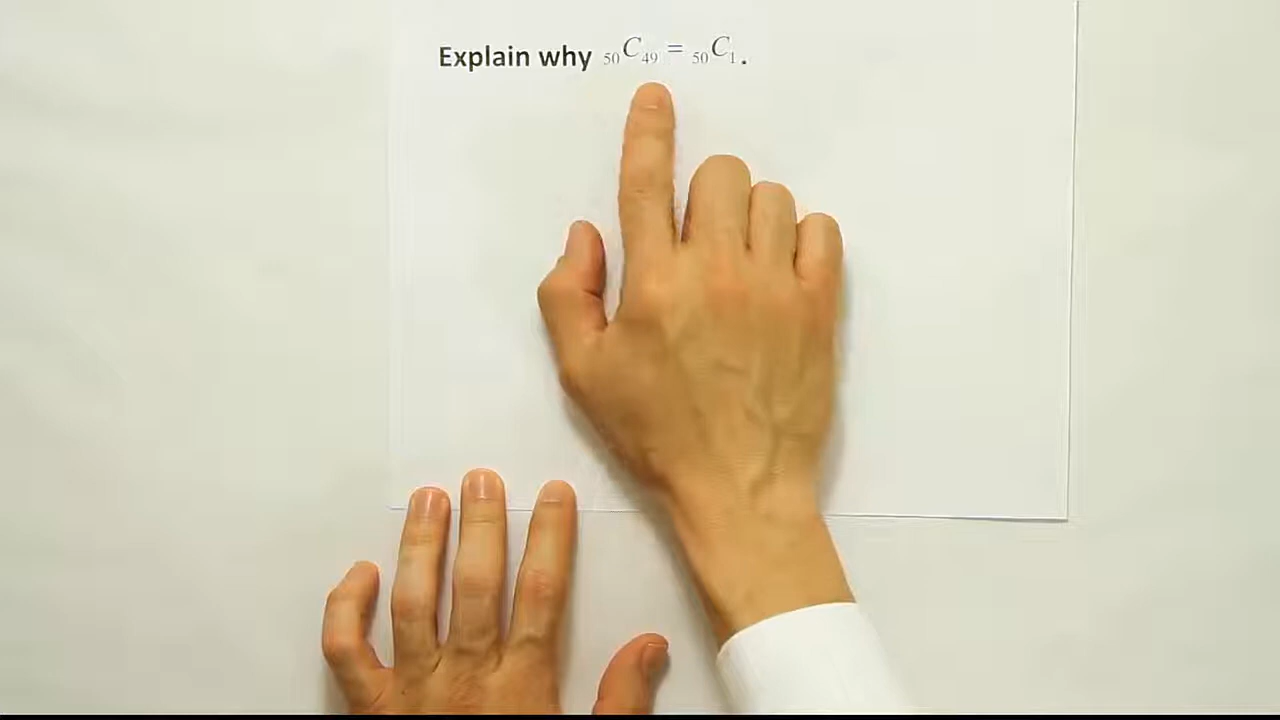 Explain why ₅₀C₄₉ = ₅₀C₁.